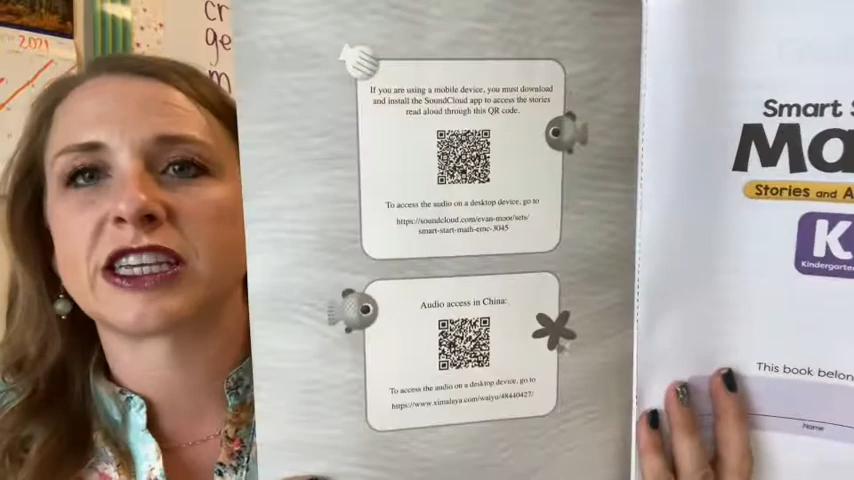 2021
If you are using a mobile device, you must download
and install the SoundCloud app to access the stories
read aloud through this QR code.
To access the audio on a desktop device, go to
https://soundcloud.com/evan-moor/sets/
smart-start-math-emc-3045
Audio access in China:
To access the audio on a desktop device, go to
https://www.ximalaya.com/waiyu/48440427/
Smart
Stories and
K
Kindergarten
This book belon
Name